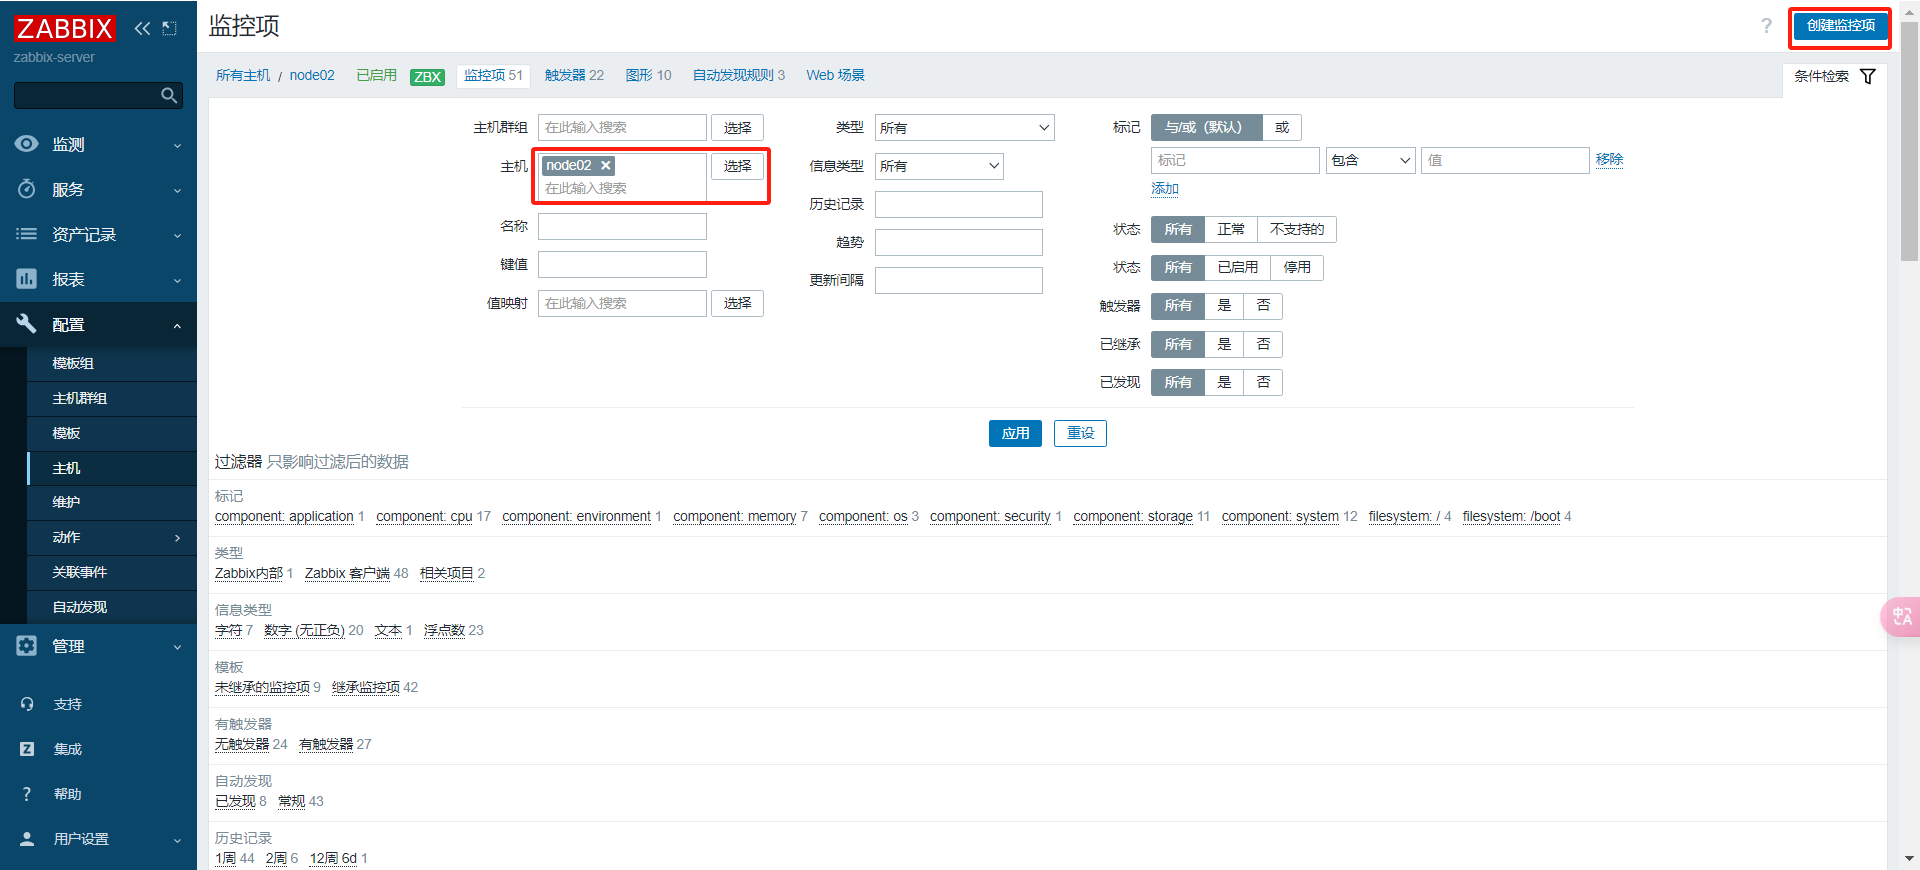 ZABBIX
zabbix-server
监测
服务
资产记录
报表
配置
模板组
主机群组
模板
主机
维护
动作
关联事件
自动发现
管理
支持
集成
帮助
用户设置
监控项
? 创建监控项
所有主机 / node02 已启用 ZBX 监控项 51 触发器 22 图形 10 自动发现规则 3 Web 场景
条件检索
主机群组 在此输入搜索 选择
主机 node02 ✕ 选择
在此输入搜索
名称
键值
值映射 在此输入搜索 选择
类型 所有
信息类型 所有
历史记录
趋势
更新间隔
标记 与/或（默认） 或
标记 包含 值 移除
添加
状态 所有 正常 不支持的
状态 所有 已启用 停用
触发器 所有 是 否
已继承 所有 是 否
已发现 所有 是 否
应用 重设
过滤器 只影响过滤后的数据
标记
component: application 1 component: cpu 17 component: environment 1 component: memory 7 component: os 3 component: security 1 component: storage 11 component: system 12 filesystem: / 4 filesystem: /boot 4
类型
Zabbix内部 1 Zabbix 客户端 48 相关项目 2
信息类型
字符 7 数字 (无正负) 20 文本 1 浮点数 23
模板
未继承的监控项 9 继承监控项 42
有触发器
无触发器 24 有触发器 27
自动发现
已发现 8 常规 43
历史记录
1周 44 2周 6 12周 6d 1
中A